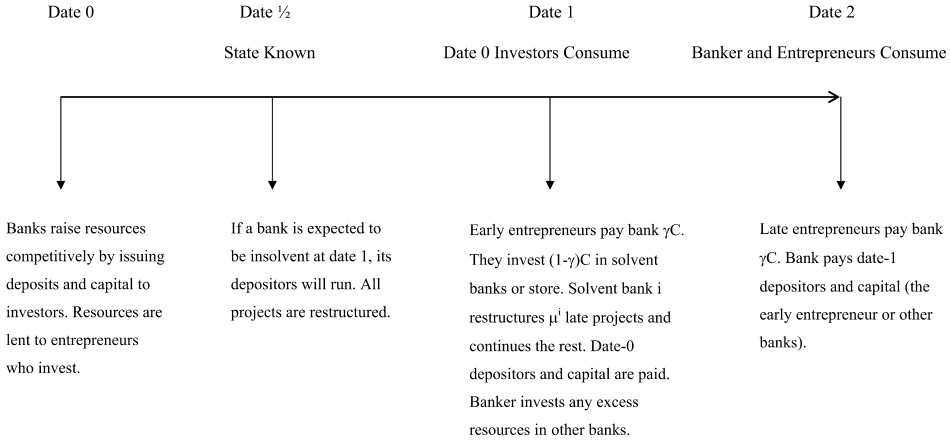 Date 0
Date ½
Date 1
Date 2
State Known
Date 0 Investors Consume
Banker and Entrepreneurs Consume
Banks raise resources
competitively by issuing
deposits and capital to
investors. Resources are
lent to entrepreneurs
who invest.
If a bank is expected to
be insolvent at date 1, its
depositors will run. All
projects are restructured.
Early entrepreneurs pay bank γC.
They invest (1-γ)C in solvent
banks or store. Solvent bank i
restructures μⁱ late projects and
continues the rest. Date-0
depositors and capital are paid.
Banker invests any excess
resources in other banks.
Late entrepreneurs pay bank
γC. Bank pays date-1
depositors and capital (the
early entrepreneur or other
banks).